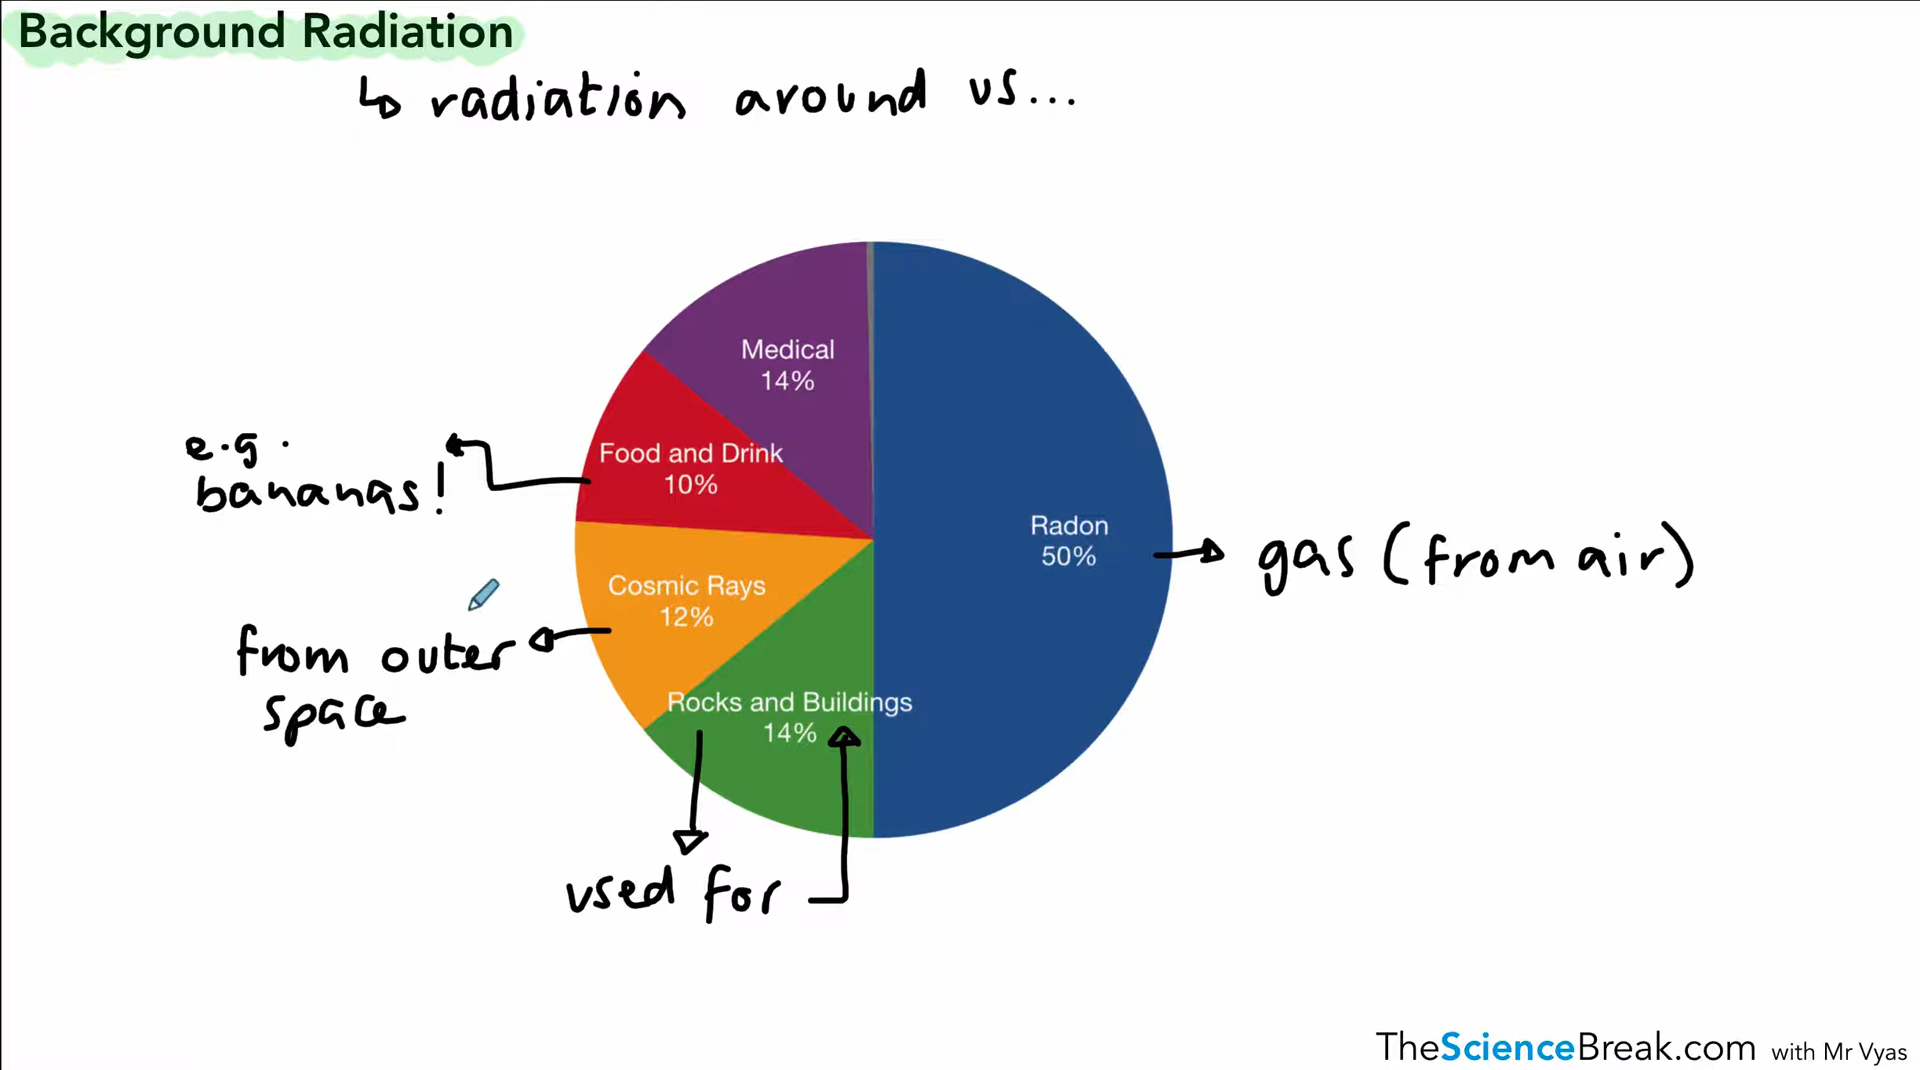 Background Radiation
↳ radiation around us...
Medical
14%
Food and Drink
10%
e.g.
bananas!
Radon
50%
gas (from air)
Cosmic Rays
12%
from outer
space
Rocks and Buildings
14%
used for
TheScienceBreak.com with Mr Vyas